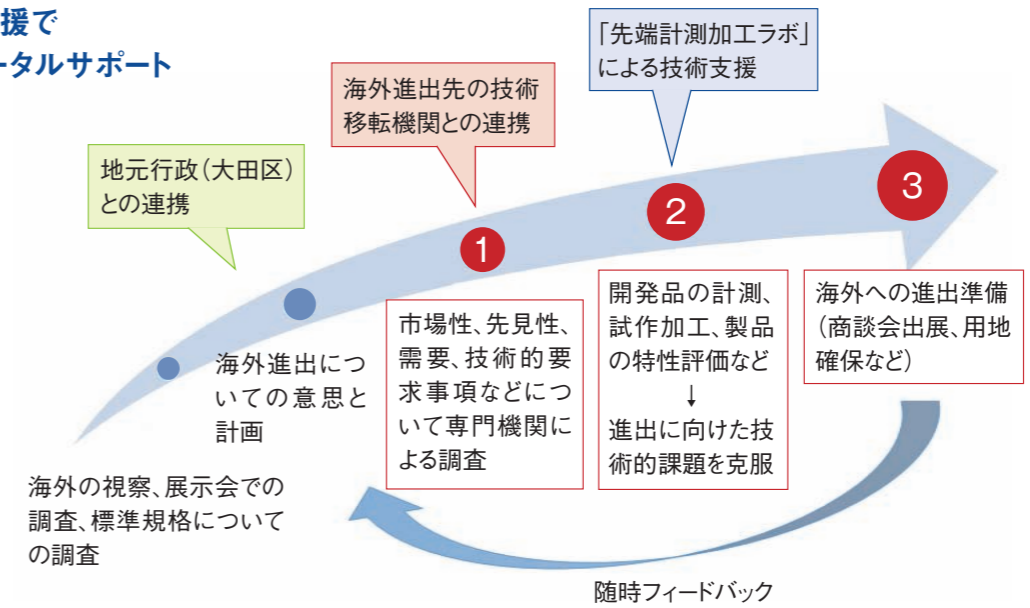 援で
ータルサポート
「先端計測加工ラボ」
による技術支援
海外進出先の技術
移転機関との連携
地元行政(大田区)
との連携
1
2
3
海外の視察、展示会での
調査、標準規格について
の調査
海外進出につ
いての意思と
計画
市場性、先見性、
需要、技術的要
求事項などにつ
いて専門機関に
よる調査
開発品の計測、
試作加工、製品
の特性評価など
↓
進出に向けた技
術的課題を克服
海外への進出準備
(商談会出展、用地
確保など)
随時フィードバック